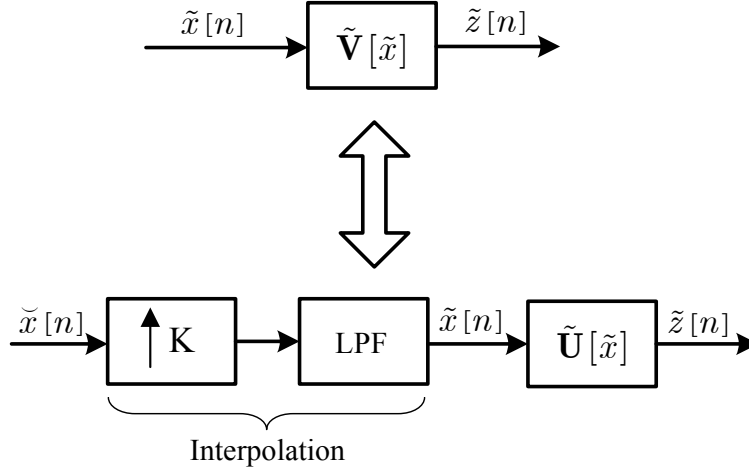 x̃[n]
Ṽ[x̃]
z̃[n]
x̆[n]
K
LPF
x̃[n]
Ũ[x̃]
z̃[n]
Interpolation